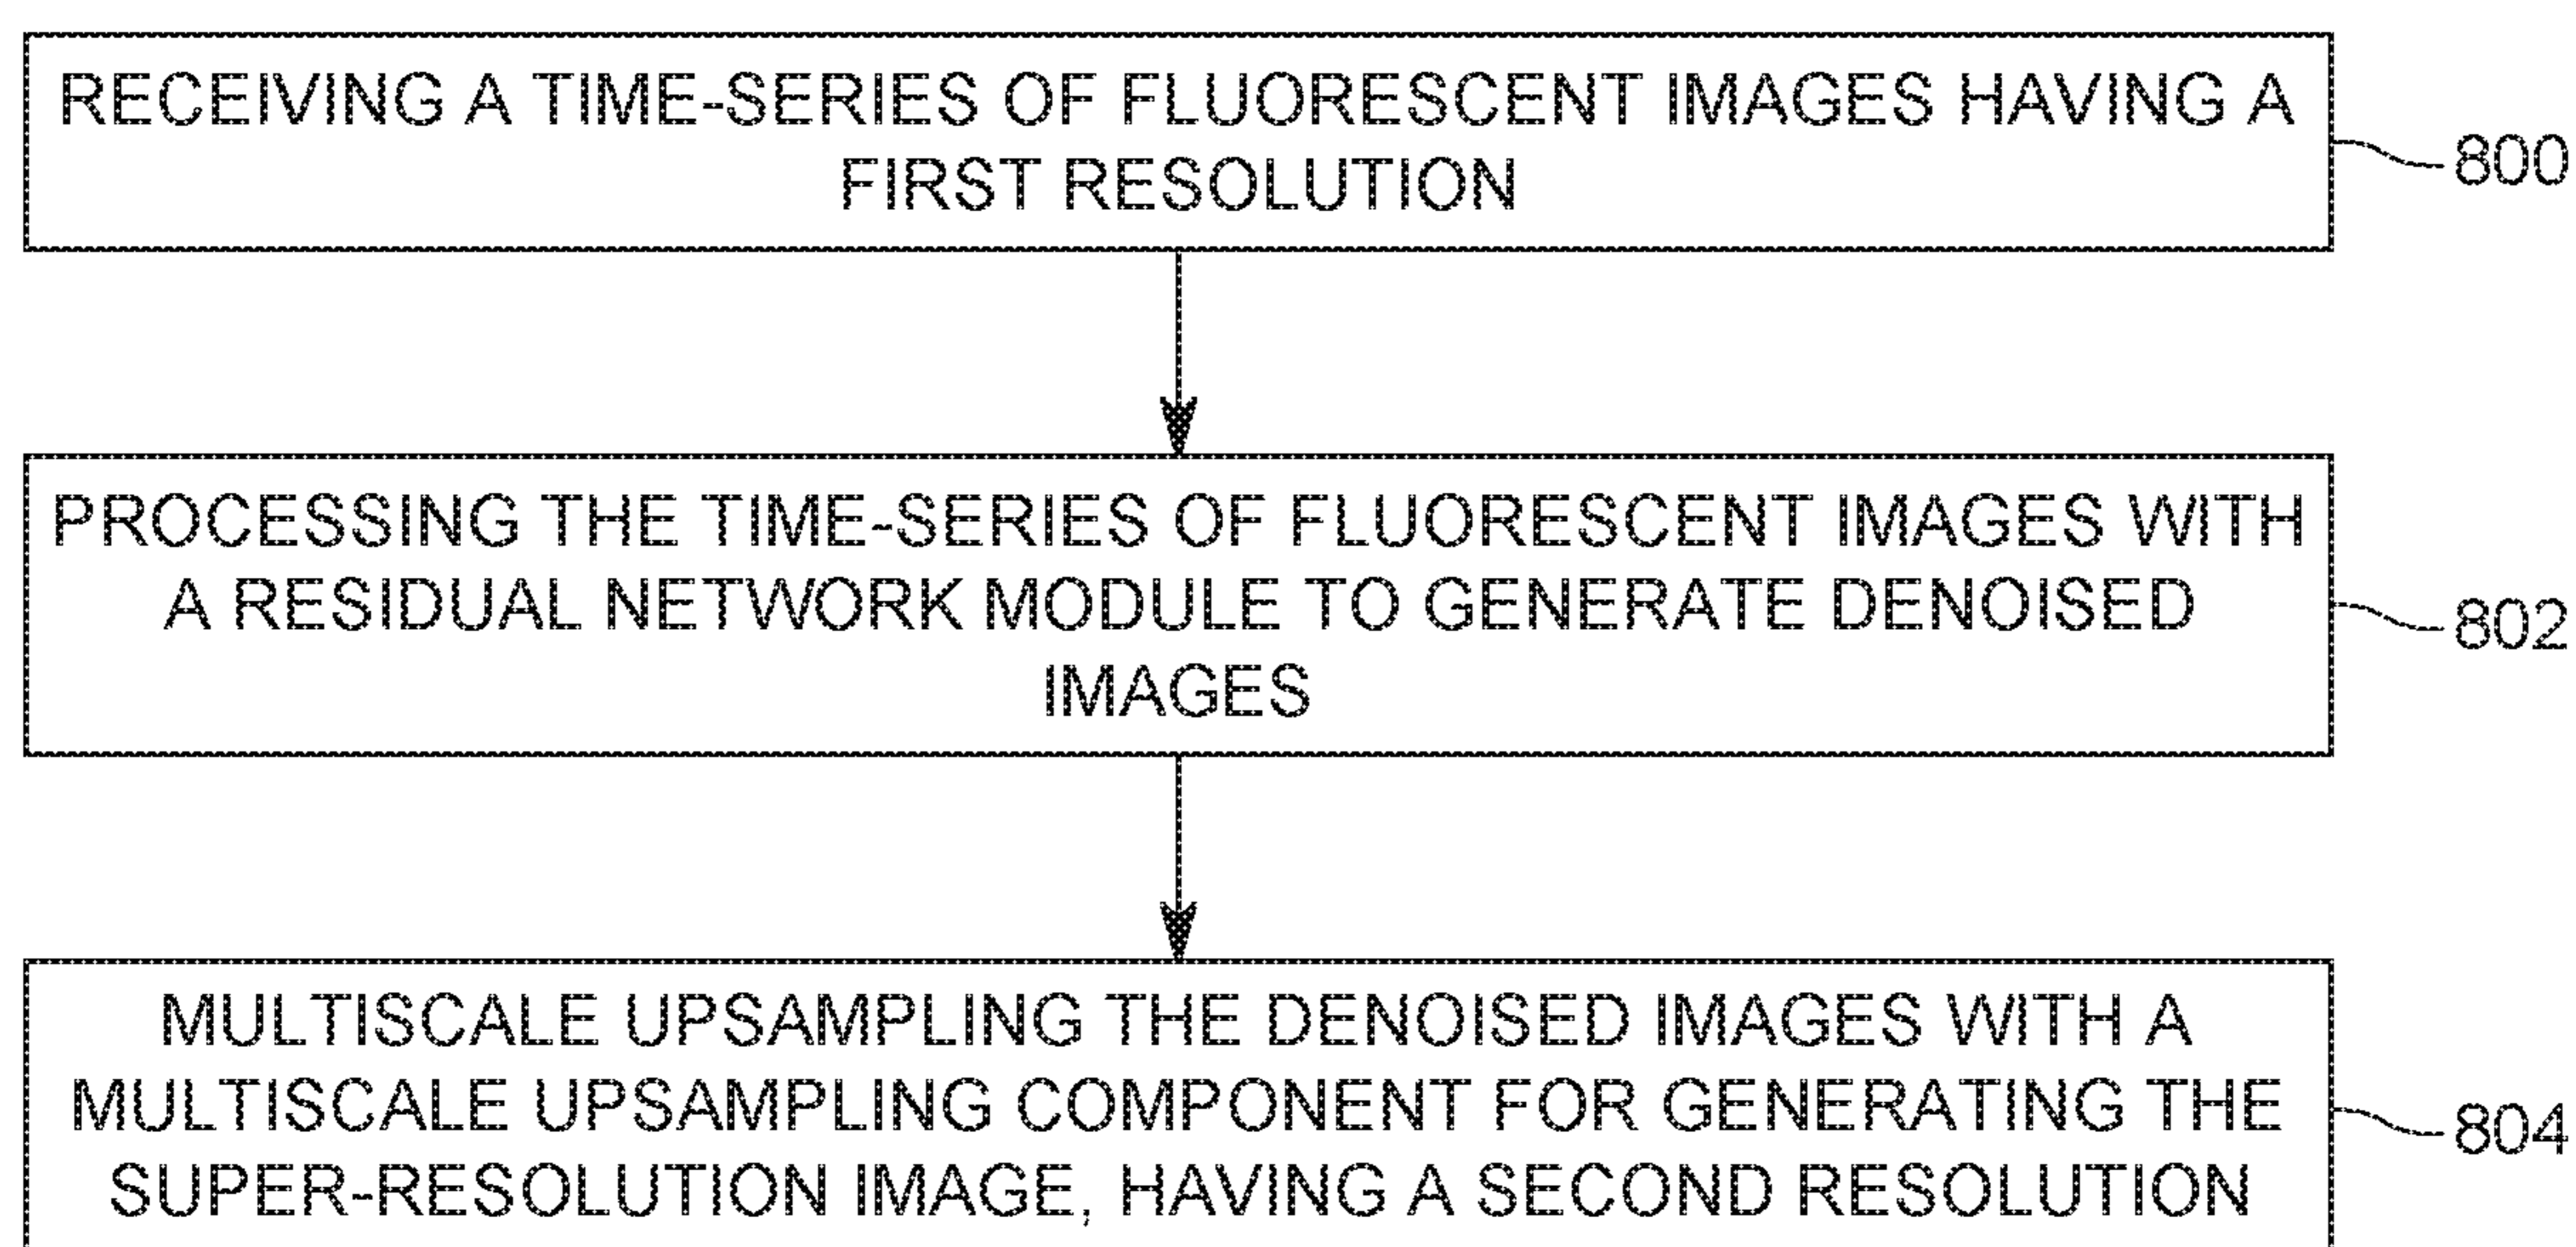 RECEIVING A TIME-SERIES OF FLUORESCENT IMAGES HAVING A
FIRST RESOLUTION
800
PROCESSING THE TIME-SERIES OF FLUORESCENT IMAGES WITH
A RESIDUAL NETWORK MODULE TO GENERATE DENOISED
IMAGES
802
MULTISCALE UPSAMPLING THE DENOISED IMAGES WITH A
MULTISCALE UPSAMPLING COMPONENT FOR GENERATING THE
SUPER-RESOLUTION IMAGE, HAVING A SECOND RESOLUTION
804